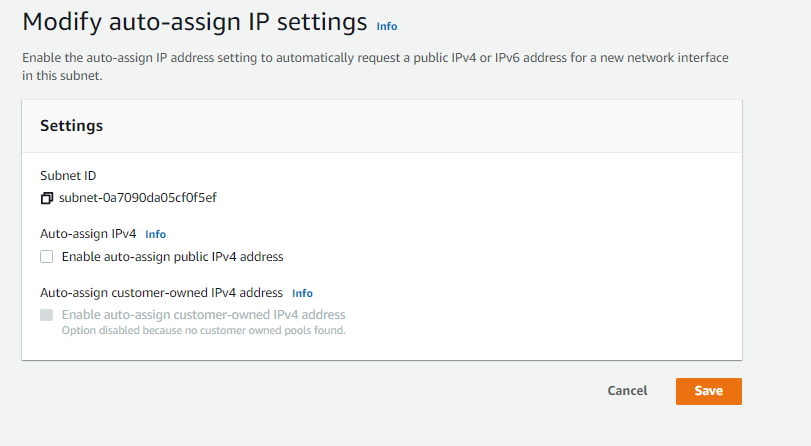 Modify auto-assign IP settings Info
Enable the auto-assign IP address setting to automatically request a public IPv4 or IPv6 address for a new network interface
in this subnet.
Settings
Subnet ID
subnet-0a7090da05cf0f5ef
Auto-assign IPv4 Info
Enable auto-assign public IPv4 address
Auto-assign customer-owned IPv4 address Info
Enable auto-assign customer-owned IPv4 address
Option disabled because no customer owned pools found.
Cancel Save